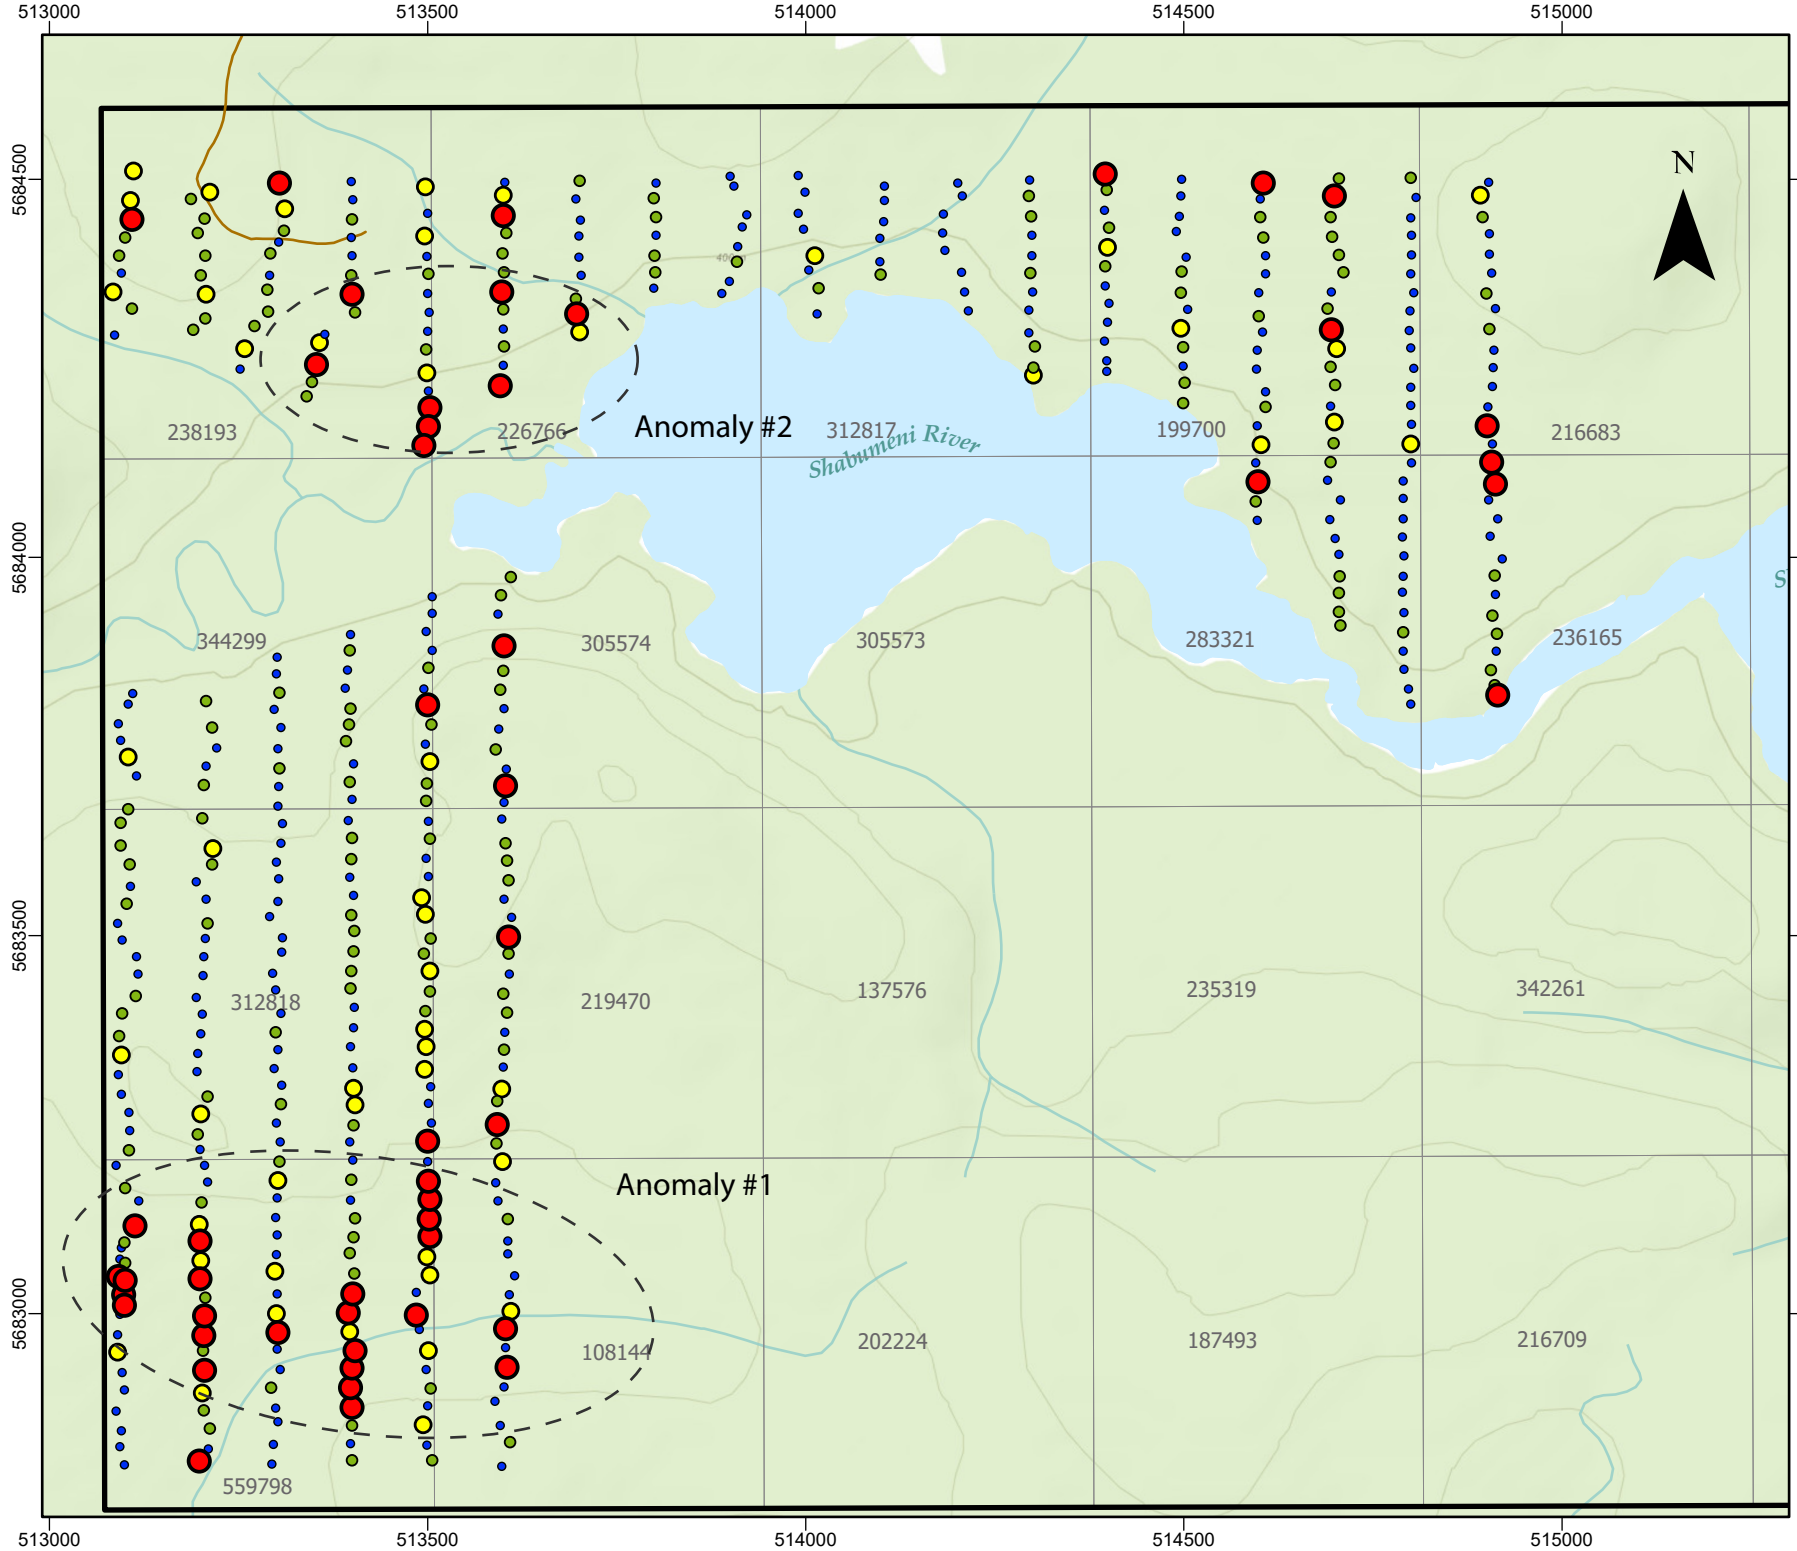 513000 513500 514000 514500 515000
5684500
N
238193 226766 Anomaly #2 312817 199700 216683
Shabumeni River
5684000
344299 305574 305573 283321 236165
5683500
312818 219470 137576 235319 342261
Anomaly #1
5683000
108144 202224 187493 216709
559798
513000 513500 514000 514500 515000